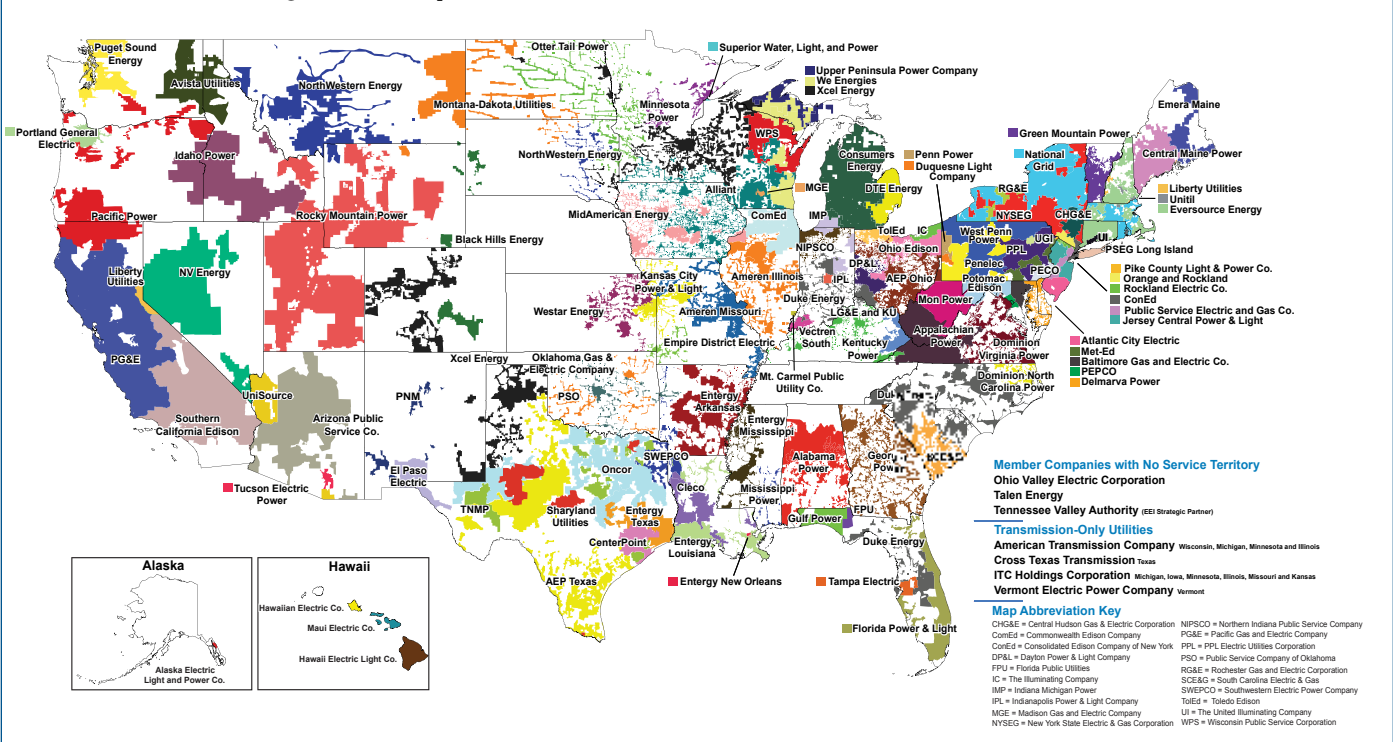 Puget Sound
Energy
Avista Utilities
NorthWestern Energy
Otter Tail Power
Superior Water, Light, and Power
Upper Peninsula Power Company
We Energies
Xcel Energy
Montana-Dakota Utilities
Minnesota
Power
Emera Maine
Portland General
Electric
WPS
Green Mountain Power
Idaho Power
NorthWestern Energy
Consumers
Energy
Penn Power
Duquesne Light
Company
National
Grid
Central Maine Power
Alliant
MGE
DTE Energy
RG&E
Liberty Utilities
Unitil
Eversource Energy
Pacific Power
Rocky Mountain Power
MidAmerican Energy
ComEd
IMP
NYSEG
CHG&E
TolEd
IC
West Penn
Power
UGI
UI
Black Hills Energy
NIPSCO
Ohio Edison
PPL
PSEG Long Island
Liberty
Utilities
NV Energy
Kansas City
Power & Light
Ameren Illinois
DP&L
IPL
AEP Ohio
Penelec
PECO
Potomac
Edison
Pike County Light & Power Co.
Orange and Rockland
Rockland Electric Co.
ConEd
Public Service Electric and Gas Co.
Jersey Central Power & Light
Duke Energy
Mon Power
Westar Energy
Ameren Missouri
LG&E and KU
Vectren
South
Appalachian
Power
Empire District Electric
Kentucky
Power
Dominion
Virginia Power
Atlantic City Electric
Met-Ed
Baltimore Gas and Electric Co.
PEPCO
Delmarva Power
PG&E
Xcel Energy
Oklahoma Gas &
Electric Company
Mt. Carmel Public
Utility Co.
Dominion North
Carolina Power
UniSource
PNM
PSO
Entergy
Arkansas
Du
Southern
California Edison
Arizona Public
Service Co.
Entergy
Mississippi
Alabama
Power
Geor
Pow
El Paso
Electric
Oncor
SWEPCO
Tucson Electric
Power
Cleco
Mississippi
Power
TNMP
Sharyland
Utilities
Entergy
Texas
Gulf Power
FPU
CenterPoint
Entergy
Louisiana
Duke Energy
AEP Texas
Entergy New Orleans
Tampa Electric
Florida Power & Light
Alaska
Alaska Electric
Light and Power Co.
Hawaii
Hawaiian Electric Co.
Maui Electric Co.
Hawaii Electric Light Co.
Member Companies with No Service Territory
Ohio Valley Electric Corporation
Talen Energy
Tennessee Valley Authority (EEI Strategic Partner)
Transmission-Only Utilities
American Transmission Company Wisconsin, Michigan, Minnesota and Illinois
Cross Texas Transmission Texas
ITC Holdings Corporation Michigan, Iowa, Minnesota, Illinois, Missouri and Kansas
Vermont Electric Power Company Vermont
Map Abbreviation Key
CHG&E = Central Hudson Gas & Electric Corporation
ComEd = Commonwealth Edison Company
ConEd = Consolidated Edison Company of New York
DP&L = Dayton Power & Light Company
FPU = Florida Public Utilities
IC = The Illuminating Company
IMP = Indiana Michigan Power
IPL = Indianapolis Power & Light Company
MGE = Madison Gas and Electric Company
NYSEG = New York State Electric & Gas Corporation
NIPSCO = Northern Indiana Public Service Company
PG&E = Pacific Gas and Electric Company
PPL = PPL Electric Utilities Corporation
PSO = Public Service Company of Oklahoma
RG&E = Rochester Gas and Electric Corporation
SCE&G = South Carolina Electric & Gas
SWEPCO = Southwestern Electric Power Company
TolEd = Toledo Edison
UI = The United Illuminating Company
WPS = Wisconsin Public Service Corporation